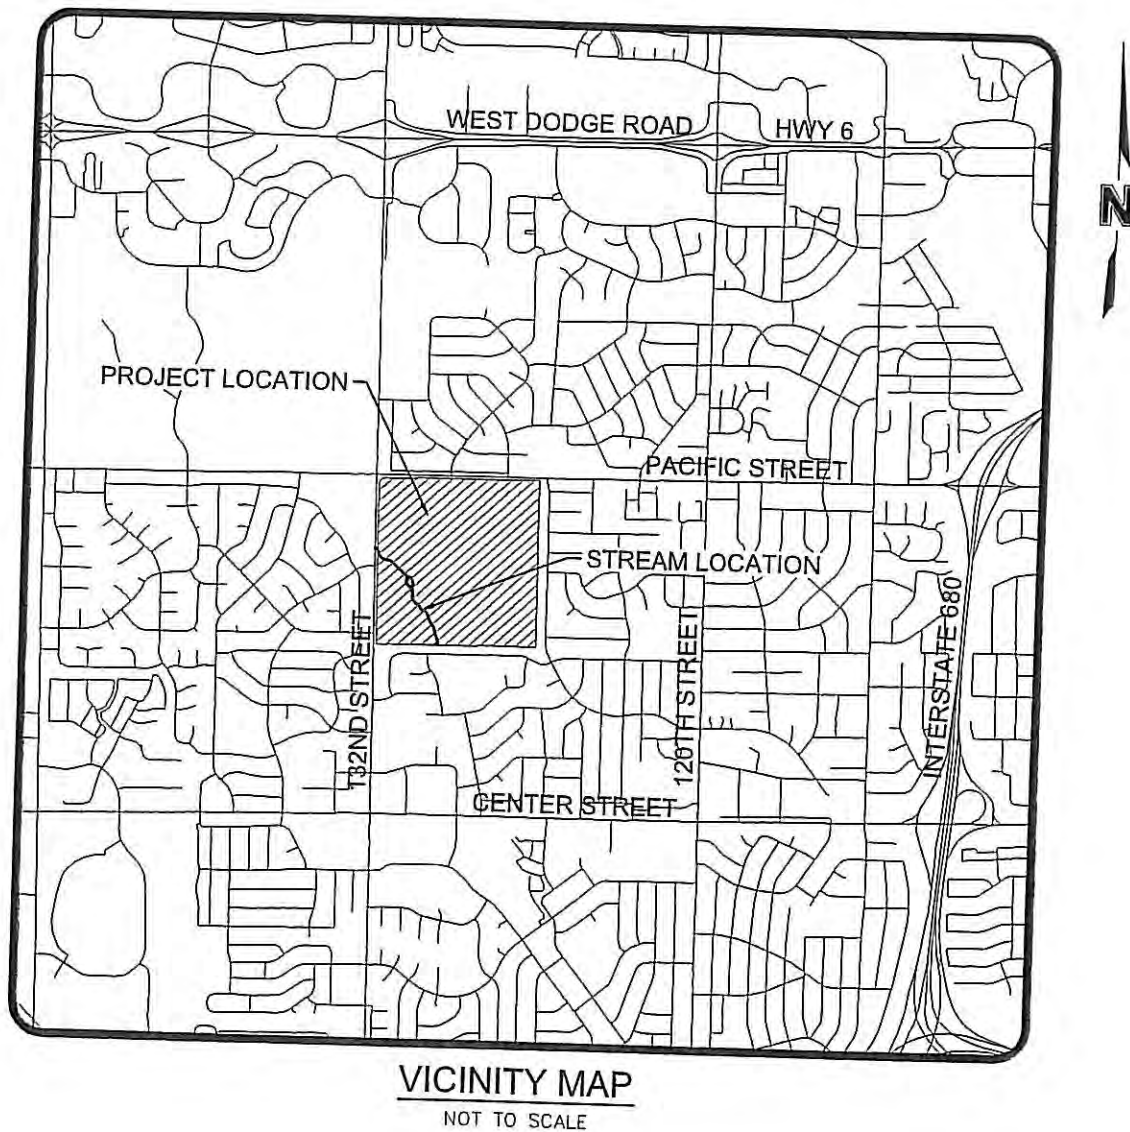 WEST DODGE ROAD
HWY 6
N
PROJECT LOCATION
PACIFIC STREET
STREAM LOCATION
132ND STREET
120TH STREET
INTERSTATE 680
CENTER STREET
VICINITY MAP
NOT TO SCALE